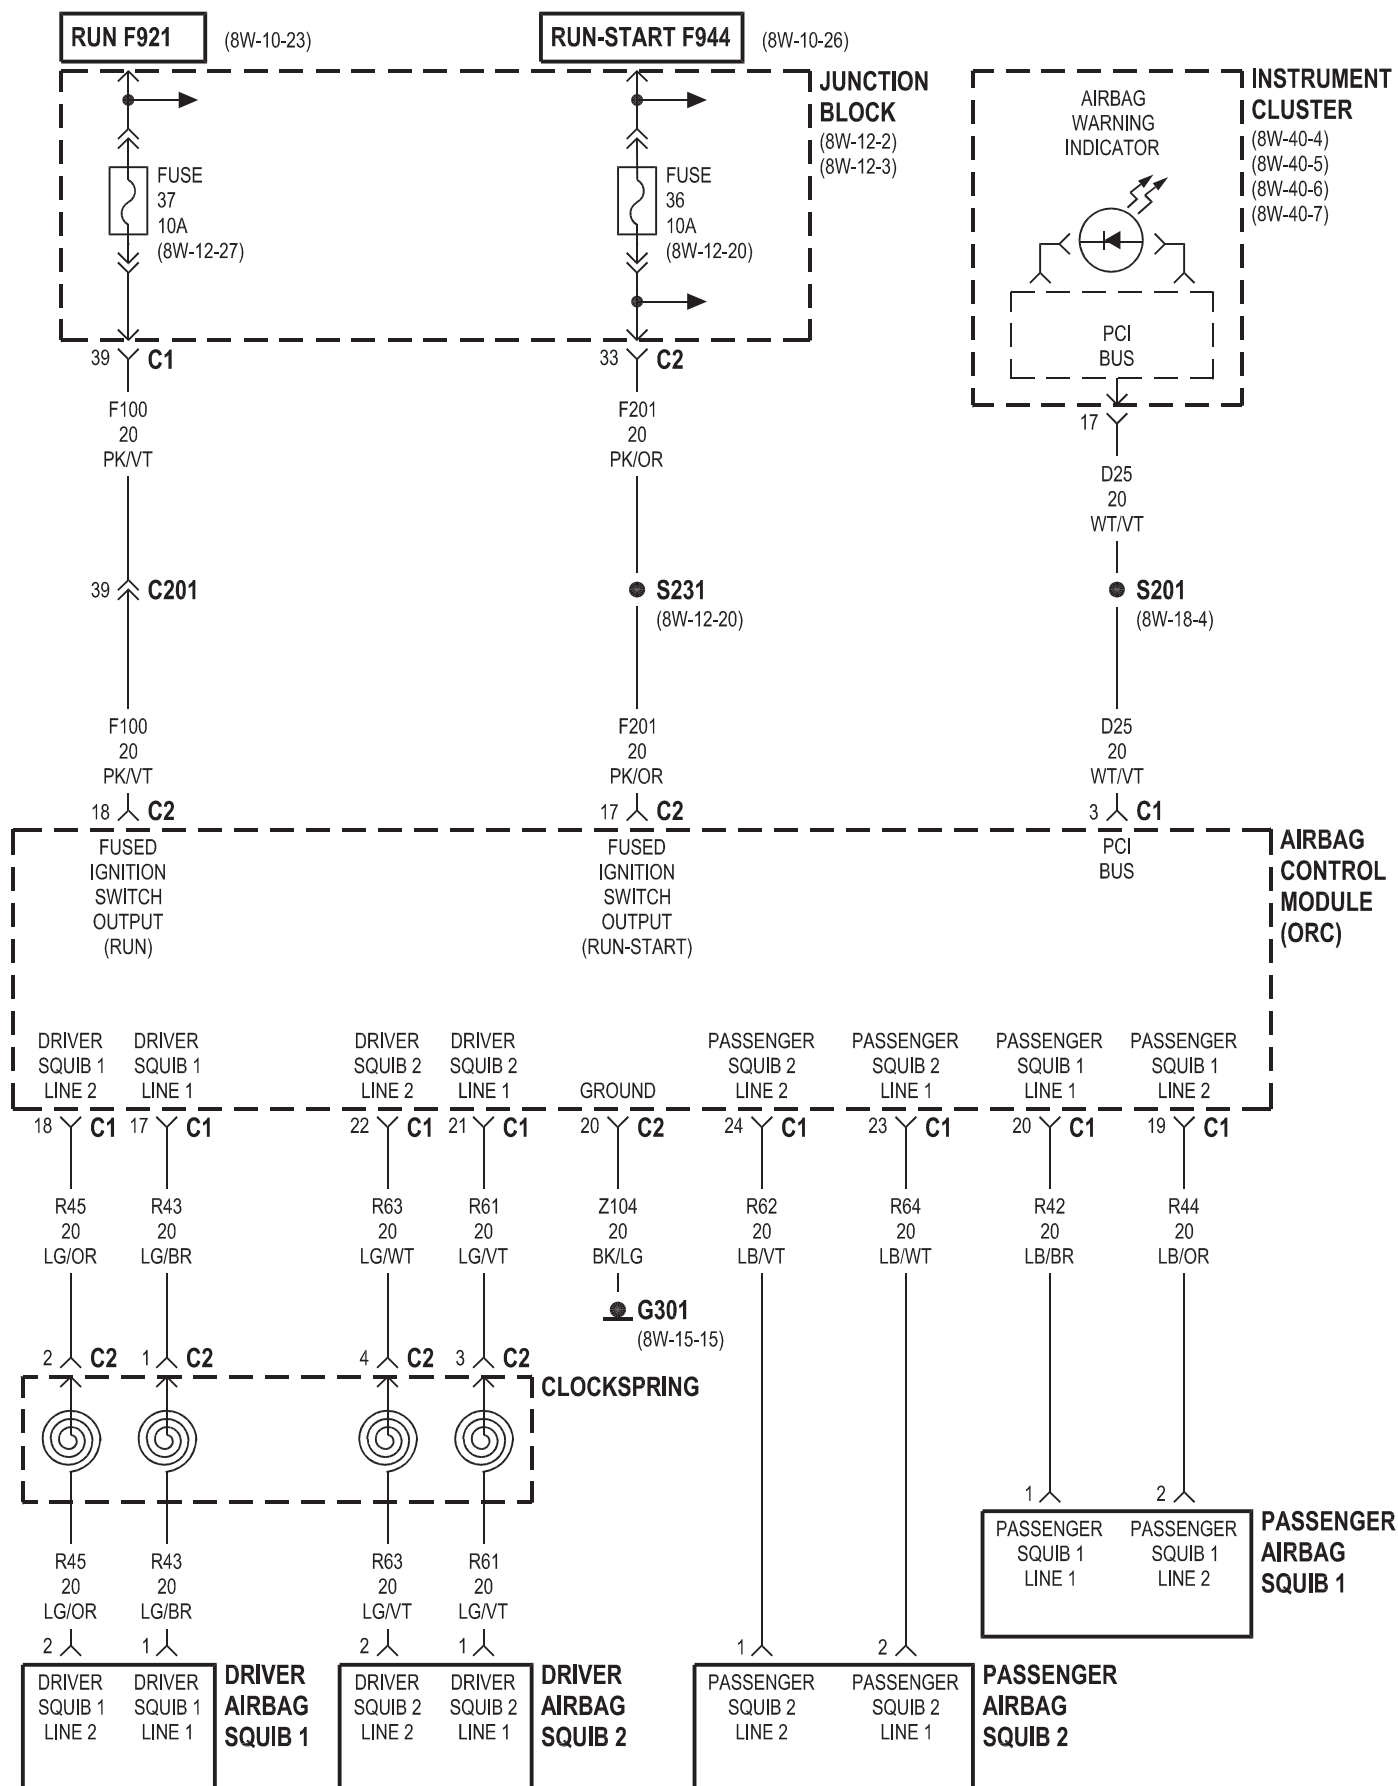 RUN F921 (8W-10-23) RUN-START F944 (8W-10-26)
JUNCTION
BLOCK
(8W-12-2)
(8W-12-3)
INSTRUMENT
CLUSTER
(8W-40-4)
(8W-40-5)
(8W-40-6)
(8W-40-7)
AIRBAG
WARNING
INDICATOR
FUSE
37
10A
(8W-12-27)
FUSE
36
10A
(8W-12-20)
PCI
BUS
39 C1
33 C2
17
F100
20
PK/VT
F201
20
PK/OR
D25
20
WT/VT
39 C201
S231
(8W-12-20)
S201
(8W-18-4)
F100
20
PK/VT
F201
20
PK/OR
D25
20
WT/VT
18 C2
17 C2
3 C1
FUSED
IGNITION
SWITCH
OUTPUT
(RUN)
FUSED
IGNITION
SWITCH
OUTPUT
(RUN-START)
PCI
BUS
AIRBAG
CONTROL
MODULE
(ORC)
DRIVER
SQUIB 1
LINE 2
DRIVER
SQUIB 1
LINE 1
DRIVER
SQUIB 2
LINE 2
DRIVER
SQUIB 2
LINE 1
GROUND
PASSENGER
SQUIB 2
LINE 2
PASSENGER
SQUIB 2
LINE 1
PASSENGER
SQUIB 1
LINE 1
PASSENGER
SQUIB 1
LINE 2
18 C1 17 C1 22 C1 21 C1 20 C2 24 C1 23 C1 20 C1 19 C1
R45
20
LG/OR
R43
20
LG/BR
R63
20
LG/WT
R61
20
LG/VT
Z104
20
BK/LG
R62
20
LB/VT
R64
20
LB/WT
R42
20
LB/BR
R44
20
LB/OR
G301
(8W-15-15)
2 C2 1 C2 4 C2 3 C2
CLOCKSPRING
1 2
PASSENGER
SQUIB 1
LINE 1
PASSENGER
SQUIB 1
LINE 2
PASSENGER
AIRBAG
SQUIB 1
R45
20
LG/OR
R43
20
LG/BR
R63
20
LG/VT
R61
20
LG/VT
2 1 2 1 1 2
DRIVER
SQUIB 1
LINE 2
DRIVER
SQUIB 1
LINE 1
DRIVER
AIRBAG
SQUIB 1
DRIVER
SQUIB 2
LINE 2
DRIVER
SQUIB 2
LINE 1
DRIVER
AIRBAG
SQUIB 2
PASSENGER
SQUIB 2
LINE 2
PASSENGER
SQUIB 2
LINE 1
PASSENGER
AIRBAG
SQUIB 2